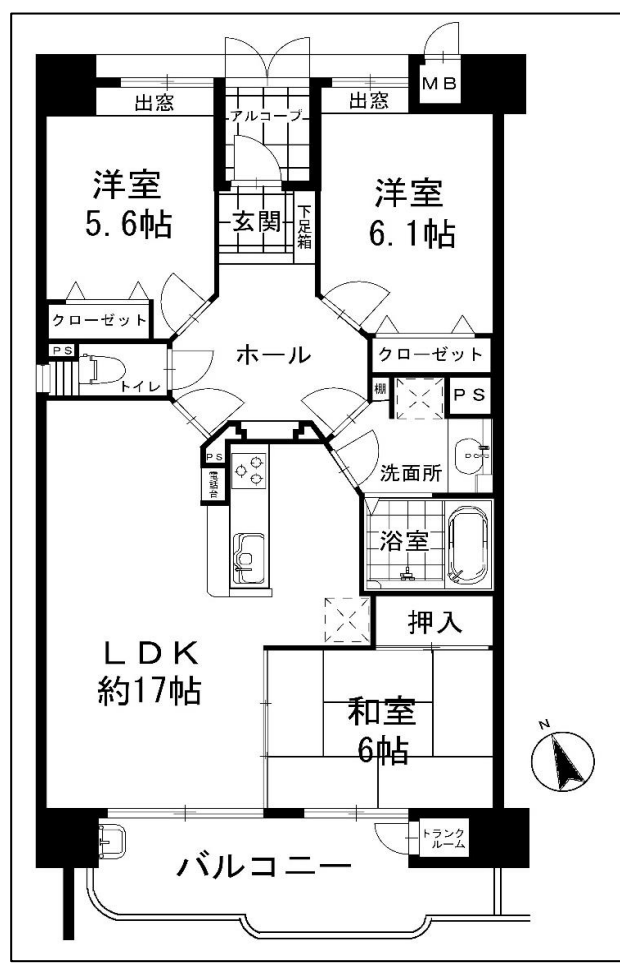 MB
出窓
アルコーブ
出窓
洋室
5.6帖
洋室
6.1帖
玄関
下足箱
クローゼット
ホール
クローゼット
PS
トイレ
棚
PS
PS
電話台
洗面所
浴室
押入
LDK
約17帖
和室
6帖
N
トランク
ルーム
バルコニー